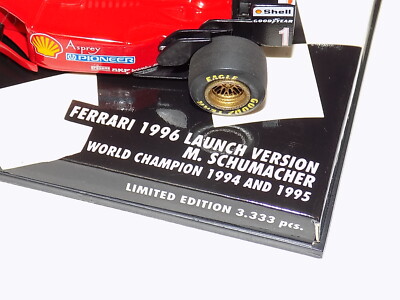 Shell
GOODYEAR
1
Asprey
PIONEER
EAGLE
GOODYEAR
FERRARI 1996 LAUNCH VERSION
M. SCHUMACHER
WORLD CHAMPION 1994 AND 1995
LIMITED EDITION 3.333 pcs.